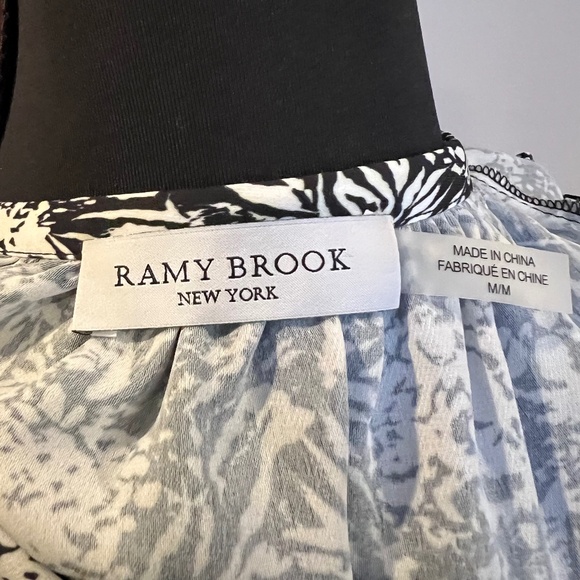 RAMY BROOK
NEW YORK
MADE IN CHINA
FABRIQUÉ EN CHINE
M/M